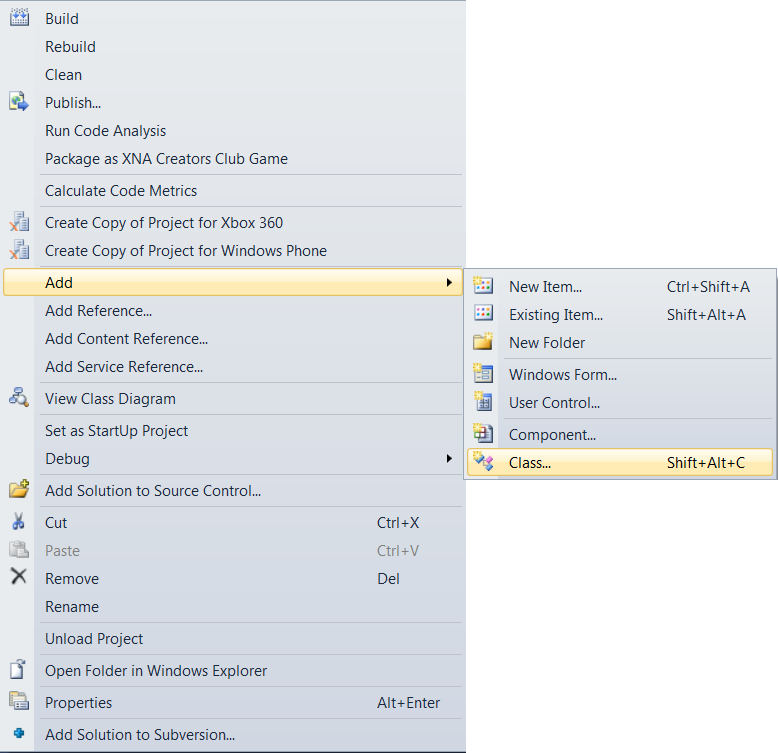 Build
Rebuild
Clean
Publish...
Run Code Analysis
Package as XNA Creators Club Game
Calculate Code Metrics
Create Copy of Project for Xbox 360
Create Copy of Project for Windows Phone
Add
Add Reference...
Add Content Reference...
Add Service Reference...
View Class Diagram
Set as StartUp Project
Debug
Add Solution to Source Control...
Cut Ctrl+X
Paste Ctrl+V
Remove Del
Rename
Unload Project
Open Folder in Windows Explorer
Properties Alt+Enter
Add Solution to Subversion...
New Item... Ctrl+Shift+A
Existing Item... Shift+Alt+A
New Folder
Windows Form...
User Control...
Component...
Class... Shift+Alt+C